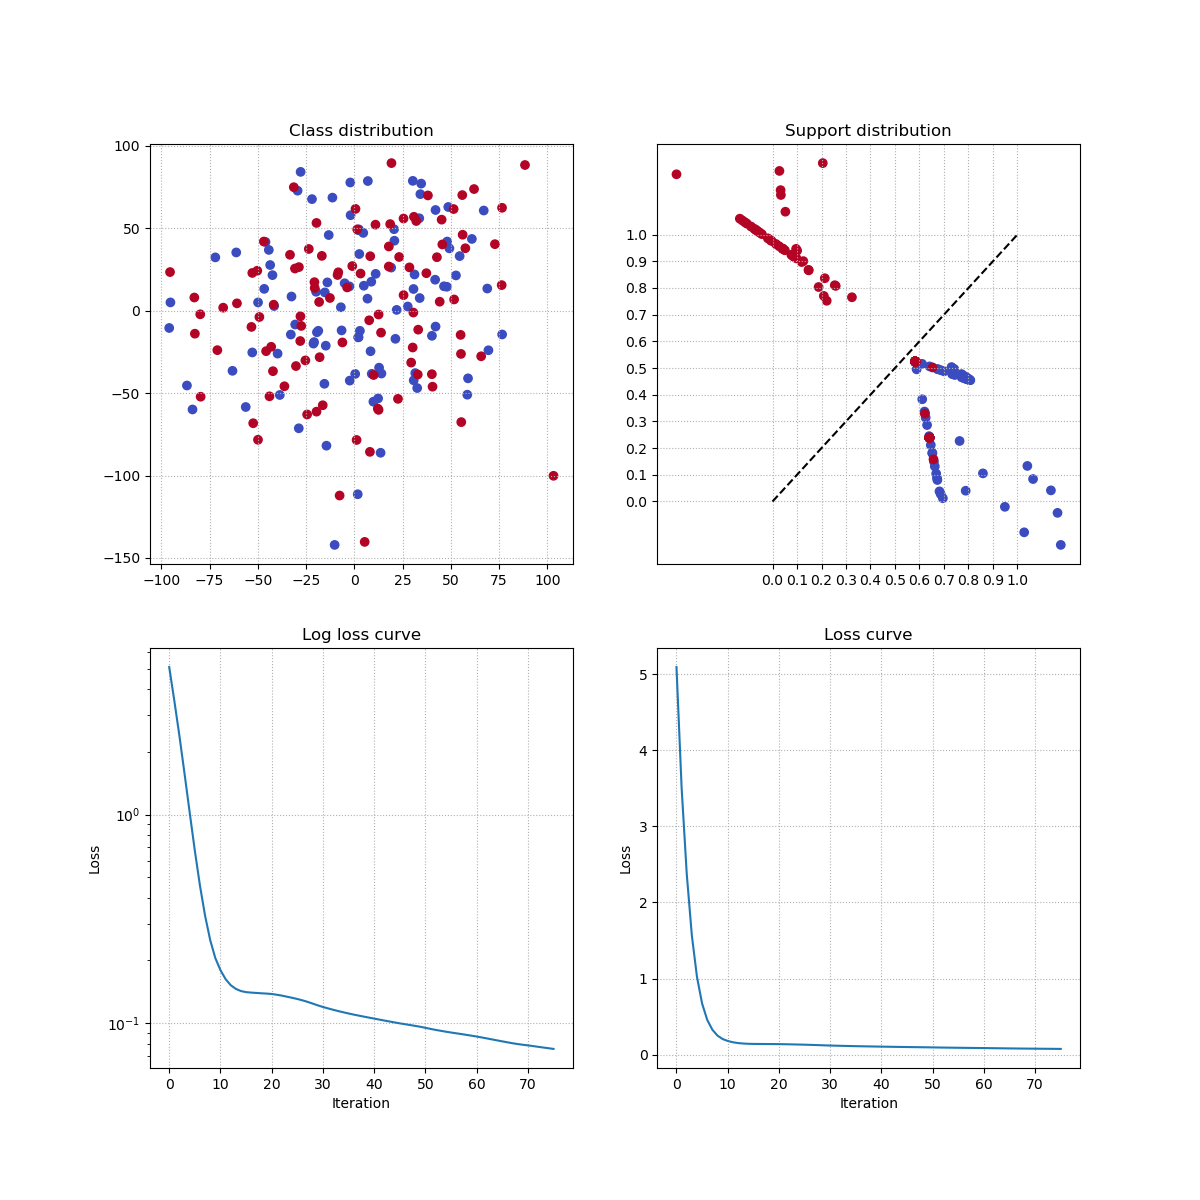 Class distribution
100
50
0
−50
−100
−150
−100 −75 −50 −25 0 25 50 75 100
Support distribution
1.0
0.9
0.8
0.7
0.6
0.5
0.4
0.3
0.2
0.1
0.0
0.0 0.1 0.2 0.3 0.4 0.5 0.6 0.7 0.8 0.9 1.0
Log loss curve
10⁰
10⁻¹
Loss
0 10 20 30 40 50 60 70
Iteration
Loss curve
5
4
3
2
1
0
Loss
0 10 20 30 40 50 60 70
Iteration